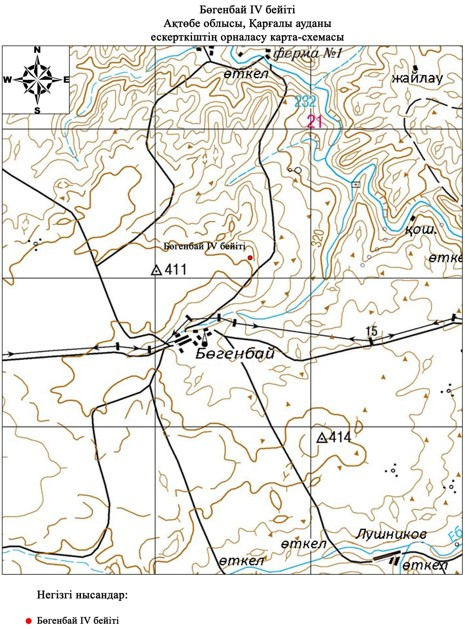 Бөгенбай IV бейіті
Ақтөбе облысы, Қарғалы ауданы
ескерткіштің орналасу карта-схемасы
N
W E
S
ферма №1
өткел
жайлау
232
21
қош.
өтке
320
Бөгенбай IV бейіті
411
15
Бөгенбай
414
Лушников
өткел
өткел
өткел
Негізгі нысандар:
Бөгенбай IV бейіті